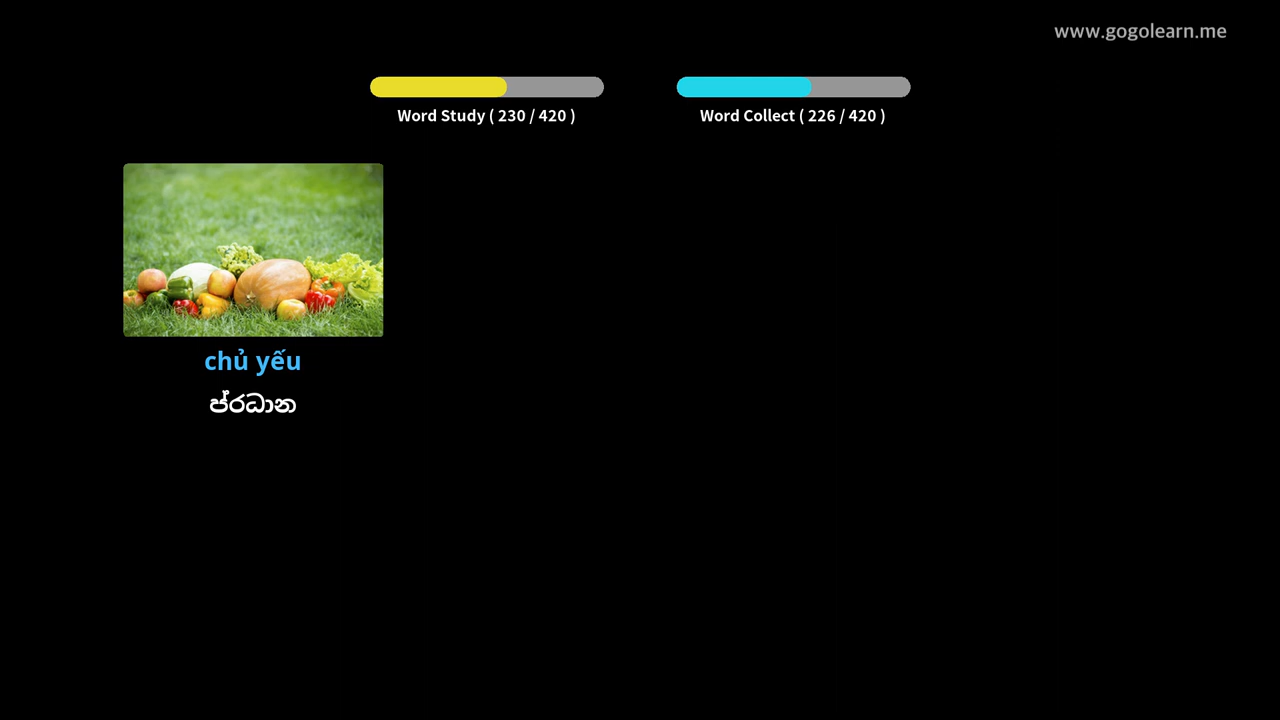 www.gogolearn.me
Word Study ( 230 / 420 )
Word Collect ( 226 / 420 )
chủ yếu
ප්රධාන